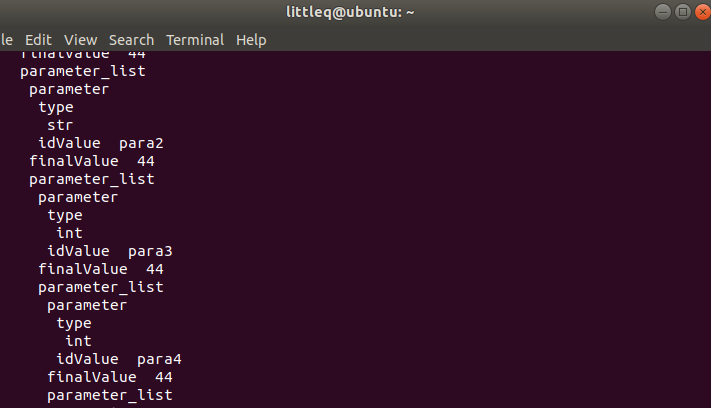 littleq@ubuntu: ~
le Edit View Search Terminal Help
finalValue 44
parameter_list
parameter
type
str
idValue para2
finalValue 44
parameter_list
parameter
type
int
idValue para3
finalValue 44
parameter_list
parameter
type
int
idValue para4
finalValue 44
parameter_list